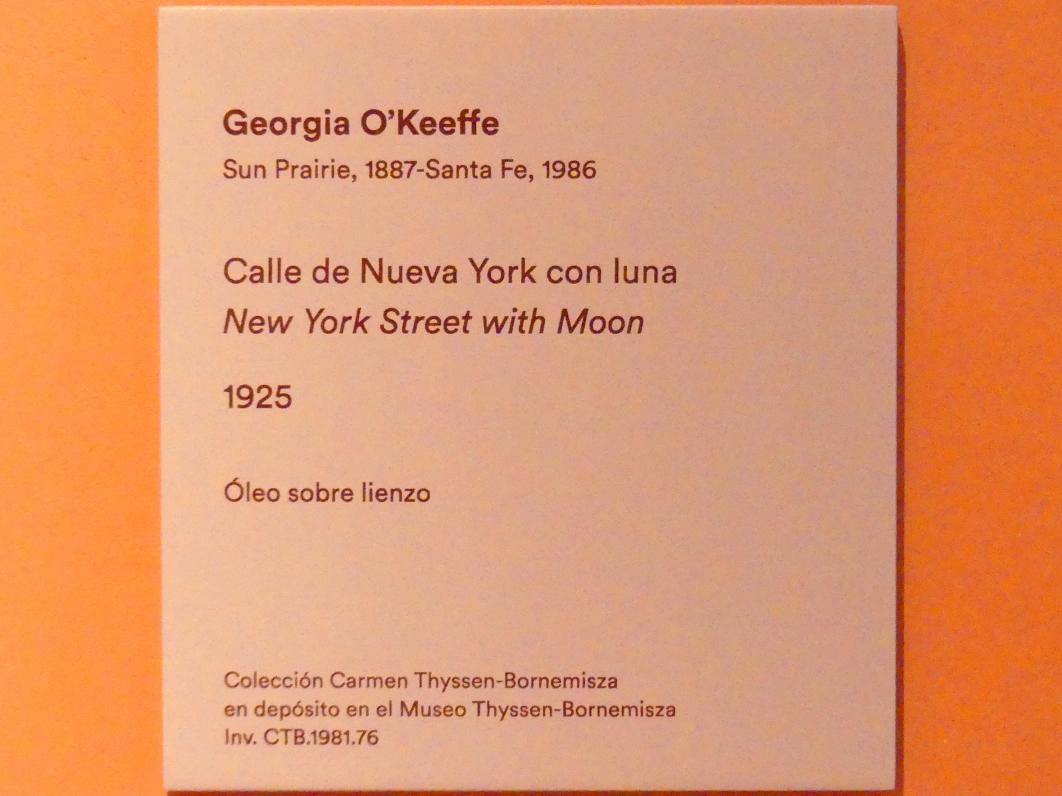 Georgia O’Keeffe
Sun Prairie, 1887-Santa Fe, 1986
Calle de Nueva York con luna
New York Street with Moon
1925
Óleo sobre lienzo
Colección Carmen Thyssen-Bornemisza
en depósito en el Museo Thyssen-Bornemisza
Inv. CTB.1981.76